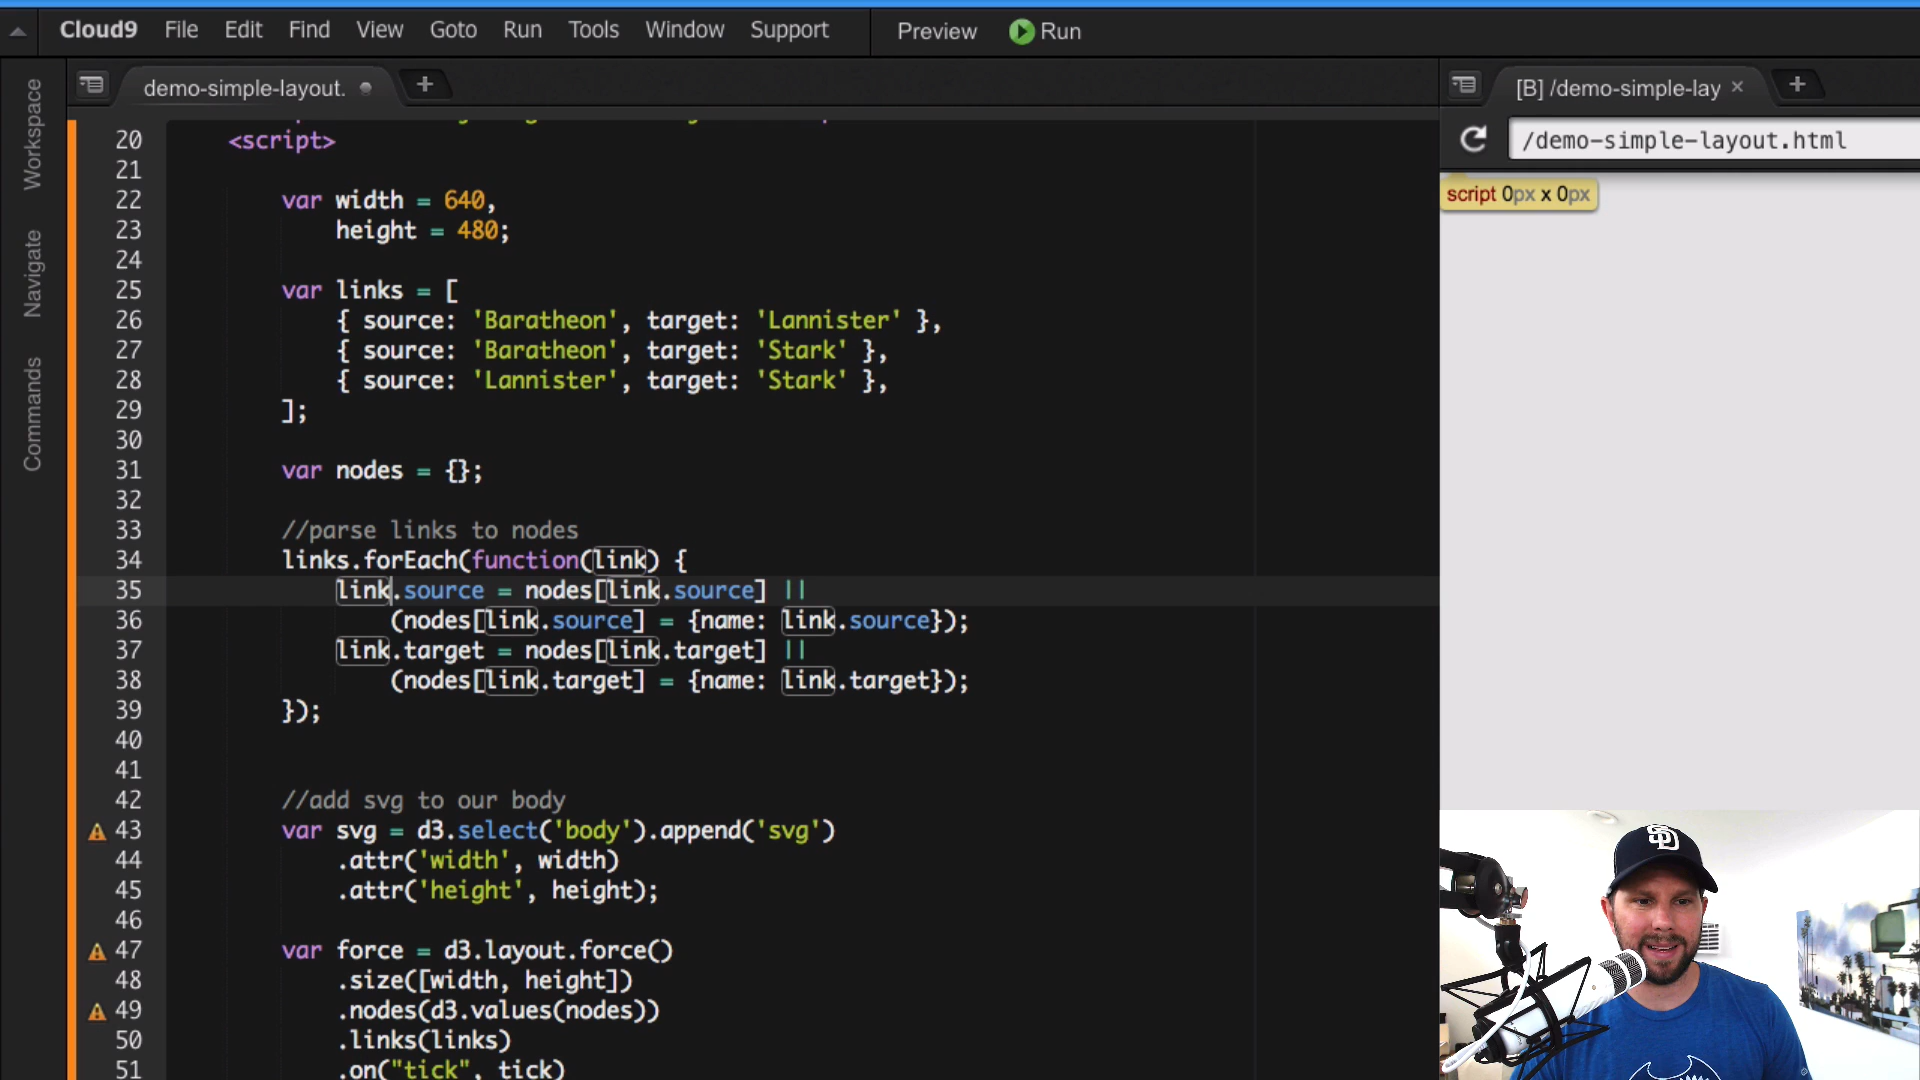 Cloud9 File Edit Find View Goto Run Tools Window Support Preview Run
Workspace
Navigate
Commands
demo-simple-layout.
[B] /demo-simple-lay
/demo-simple-layout.html
script 0px x 0px
20 <script>
21
22 var width = 640,
23 height = 480;
24
25 var links = [
26 { source: 'Baratheon', target: 'Lannister' },
27 { source: 'Baratheon', target: 'Stark' },
28 { source: 'Lannister', target: 'Stark' },
29 ];
30
31 var nodes = {};
32
33 //parse links to nodes
34 links.forEach(function(link) {
35 link.source = nodes[link.source] ||
36 (nodes[link.source] = {name: link.source});
37 link.target = nodes[link.target] ||
38 (nodes[link.target] = {name: link.target});
39 });
40
41
42 //add svg to our body
43 var svg = d3.select('body').append('svg')
44 .attr('width', width)
45 .attr('height', height);
46
47 var force = d3.layout.force()
48 .size([width, height])
49 .nodes(d3.values(nodes))
50 .links(links)
51 .on("tick", tick)
SD